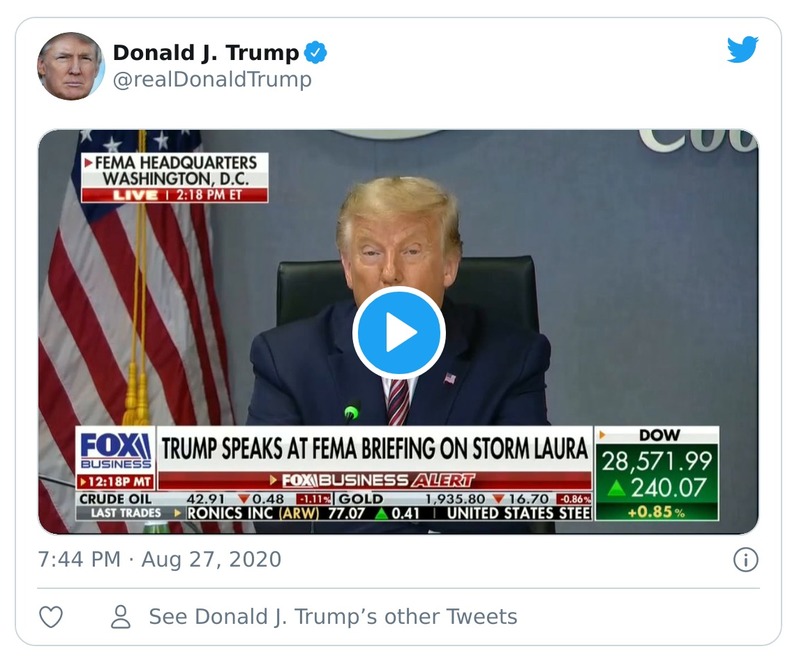 Donald J. Trump
@realDonaldTrump
Cou
FEMA HEADQUARTERS
WASHINGTON, D.C.
LIVE | 2:18 PM ET
FOX
BUSINESS
12:18P MT
TRUMP SPEAKS AT FEMA BRIEFING ON STORM LAURA
FOX BUSINESS ALERT
DOW
28,571.99
240.07
+0.85%
CRUDE OIL 42.91 0.48 -1.11% GOLD 1,935.80 16.70 -0.86%
LAST TRADES RONICS INC (ARW) 77.07 0.41 UNITED STATES STEE
7:44 PM · Aug 27, 2020
See Donald J. Trump’s other Tweets